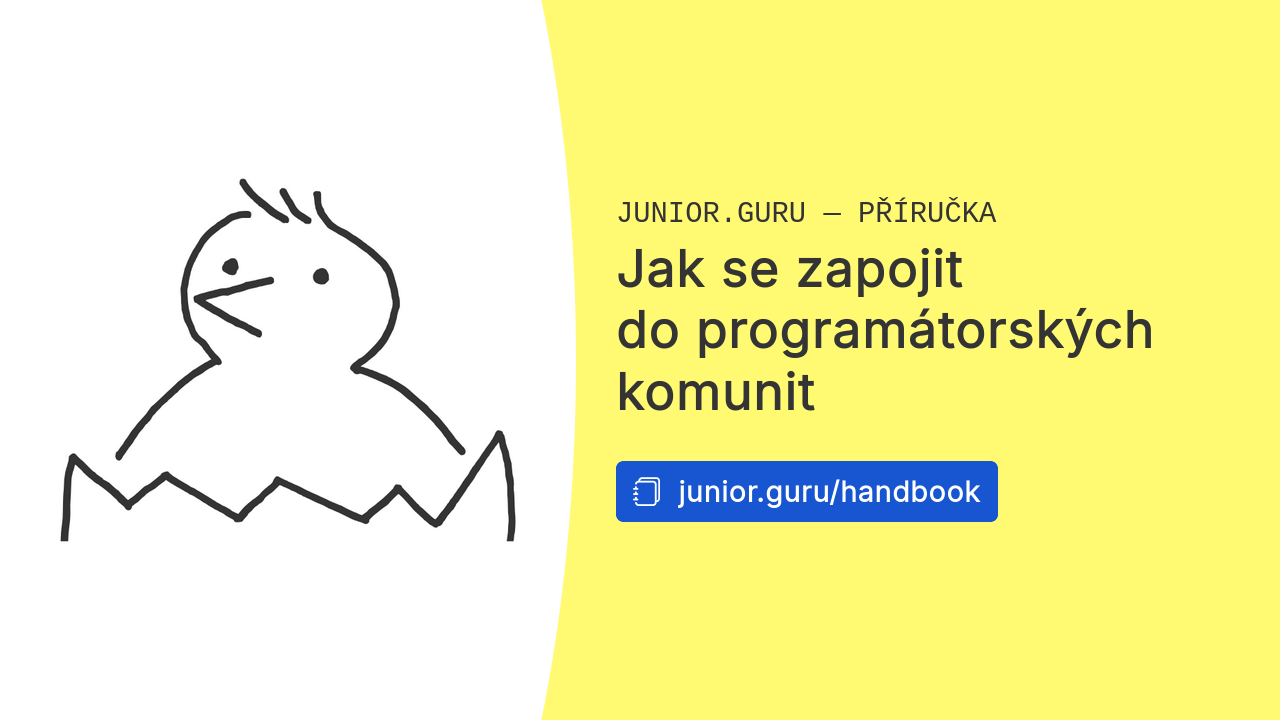 JUNIOR.GURU — PŘÍRUČKA
Jak se zapojit
do programátorských
komunit
junior.guru/handbook